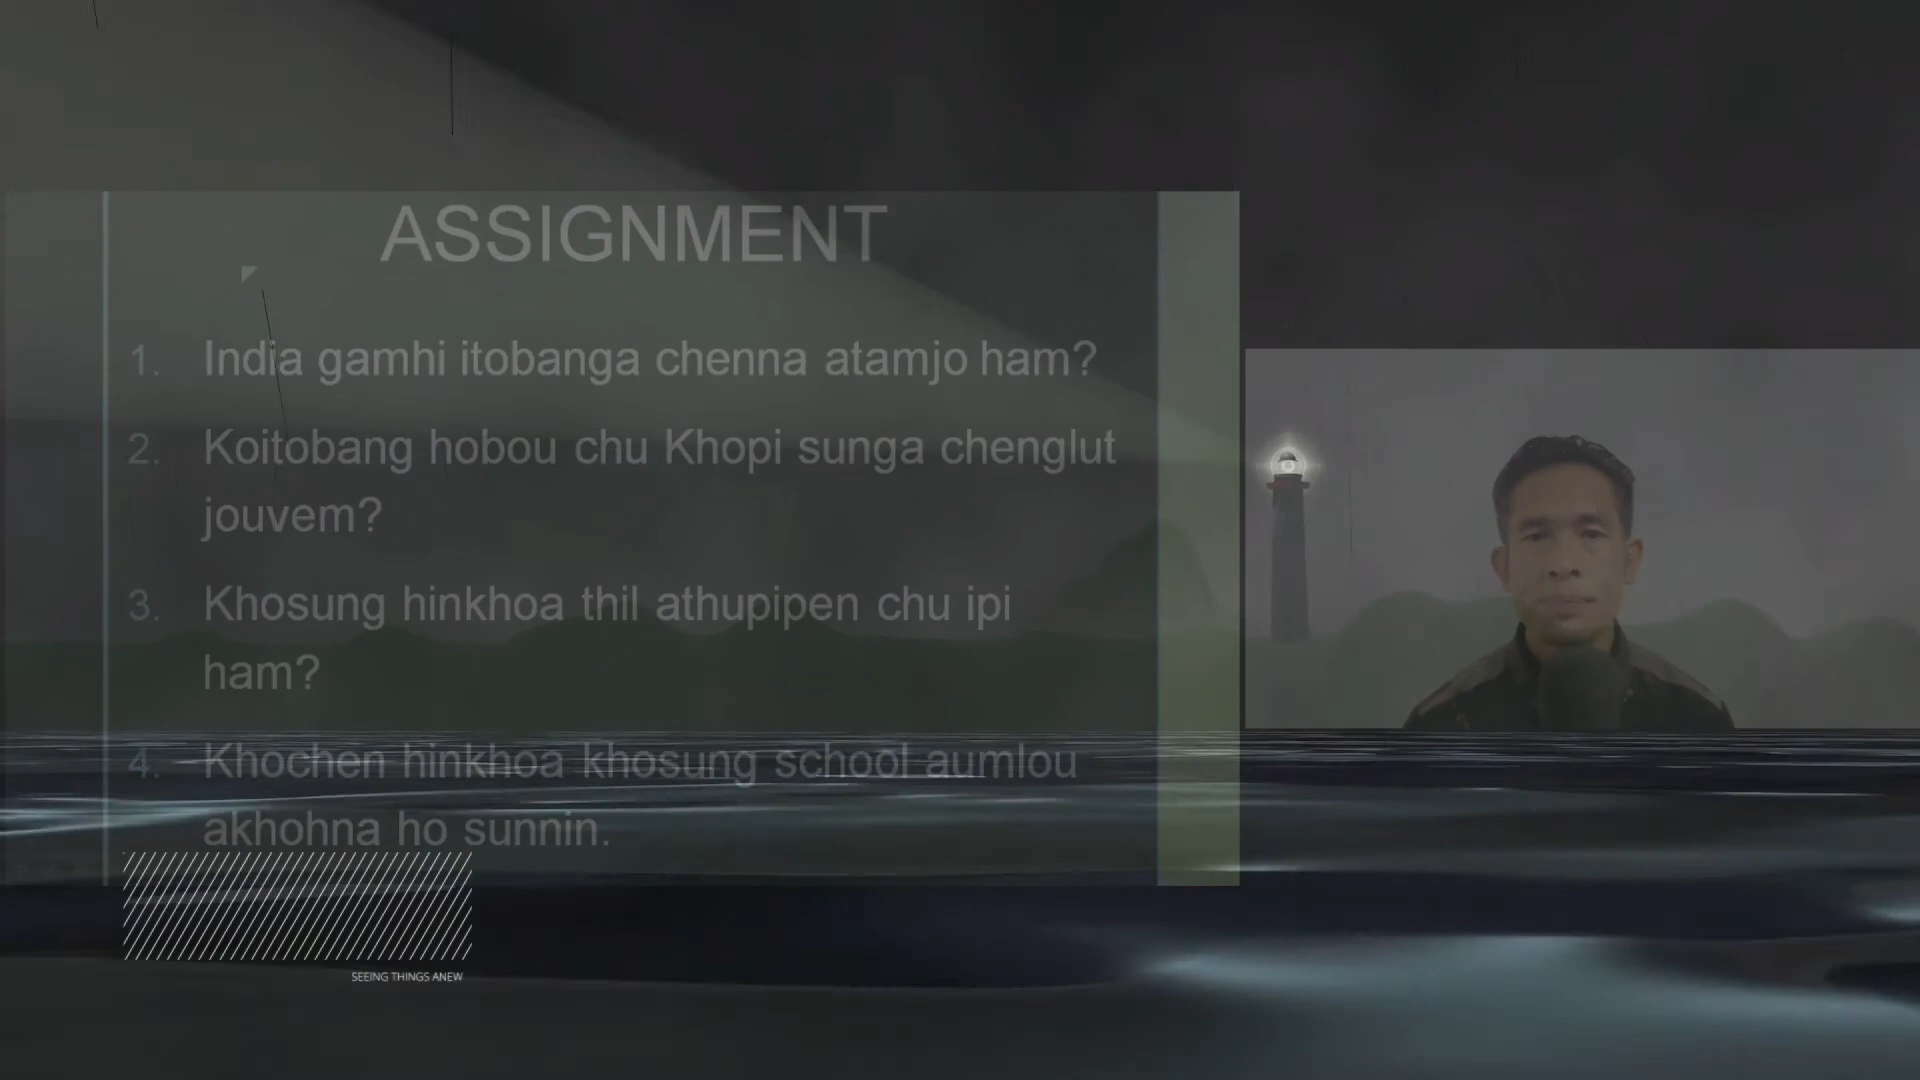 ASSIGNMENT
1. India gamhi itobanga chenna atamjo ham?
2. Koitobang hobou chu Khopi sunga chenglut
jouvem?
3. Khosung hinkhoa thil athupipen chu ipi
ham?
4. Khochen hinkhoa khosung school aumlou
akhohna ho sunnin.
SEEING THINGS ANEW